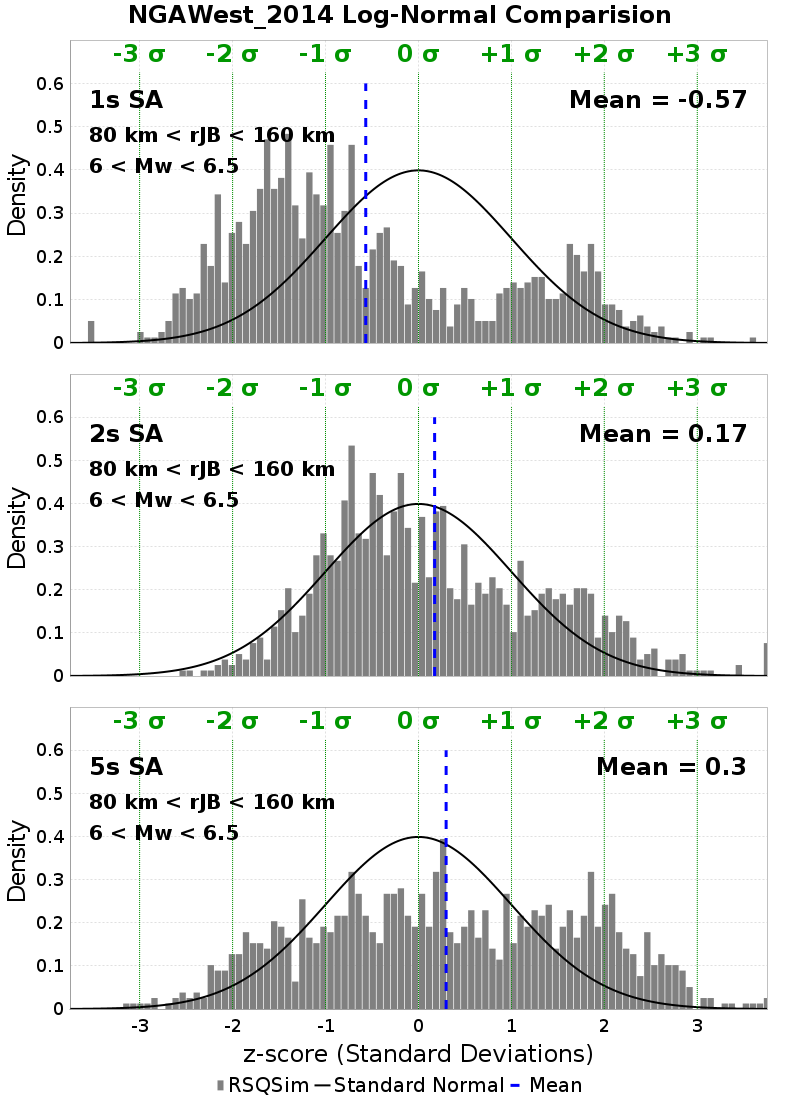 NGAWest_2014 Log-Normal Comparision
-3 σ -2 σ -1 σ 0 σ +1 σ +2 σ +3 σ
0.6
1s SA Mean = -0.57
0.5
80 km < rJB < 160 km
6 < Mw < 6.5
0.4
Density
0.3
0.2
0.1
0
-3 σ -2 σ -1 σ 0 σ +1 σ +2 σ +3 σ
0.6
2s SA Mean = 0.17
0.5
80 km < rJB < 160 km
6 < Mw < 6.5
0.4
Density
0.3
0.2
0.1
0
-3 σ -2 σ -1 σ 0 σ +1 σ +2 σ +3 σ
0.6
5s SA Mean = 0.3
0.5
80 km < rJB < 160 km
6 < Mw < 6.5
0.4
Density
0.3
0.2
0.1
0
-3 -2 -1 0 1 2 3
z-score (Standard Deviations)
RSQSim Standard Normal Mean